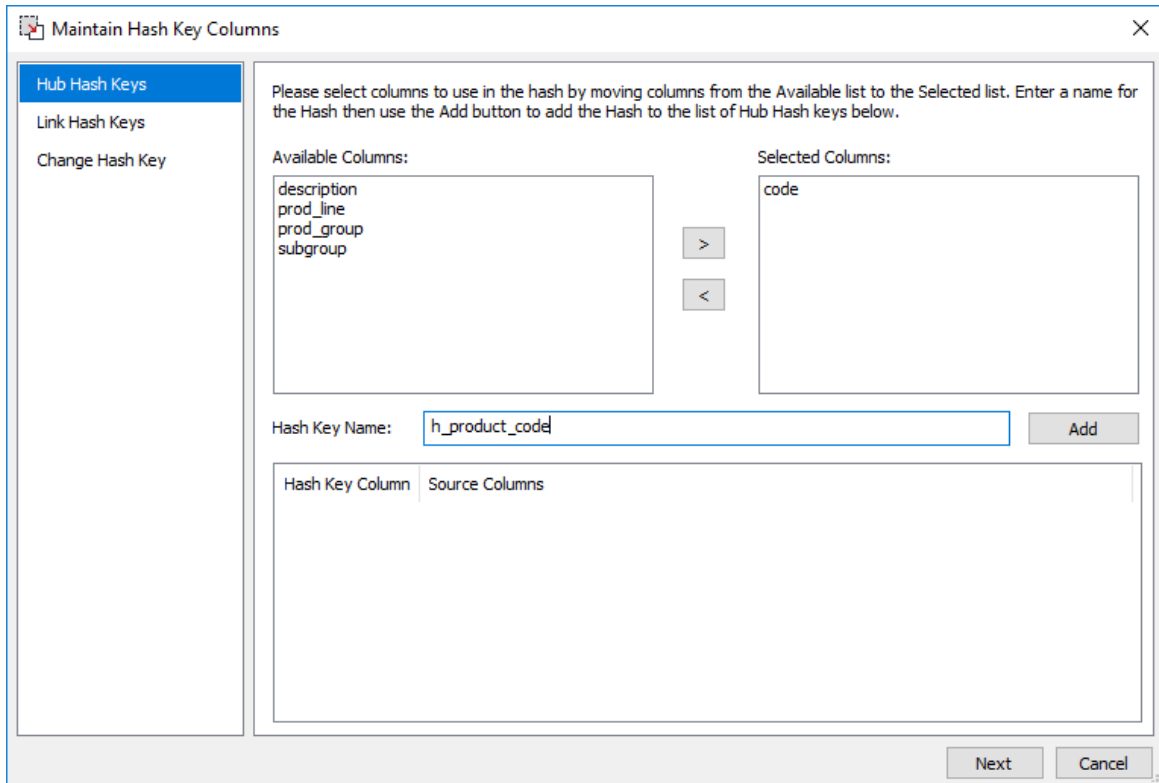 Maintain Hash Key Columns
Hub Hash Keys
Link Hash Keys
Change Hash Key
Please select columns to use in the hash by moving columns from the Available list to the Selected list. Enter a name for
the Hash then use the Add button to add the Hash to the list of Hub Hash keys below.
Available Columns:
description
prod_line
prod_group
subgroup
>
<
Selected Columns:
code
Hash Key Name:
h_product_code
Add
Hash Key Column
Source Columns
Next
Cancel